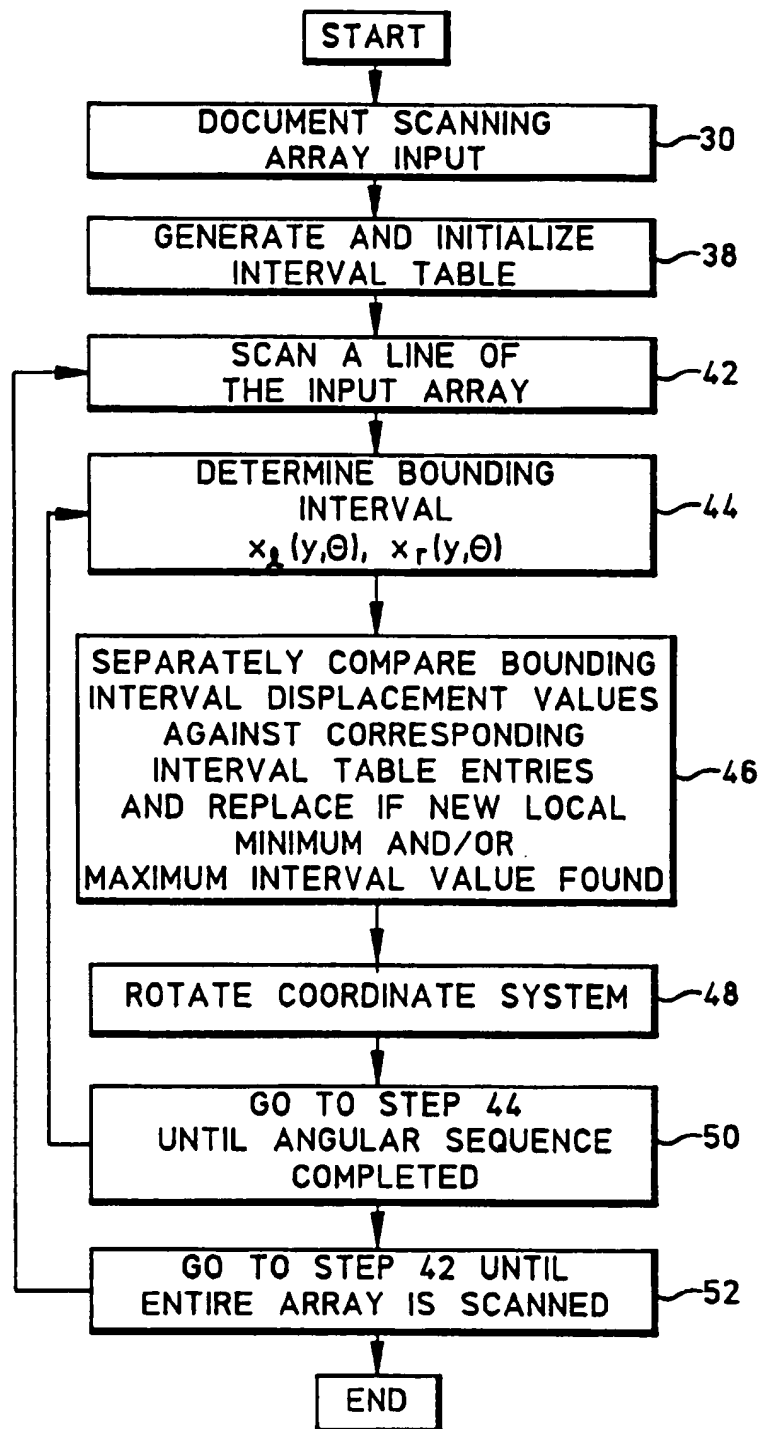 START
DOCUMENT SCANNING
ARRAY INPUT
30
GENERATE AND INITIALIZE
INTERVAL TABLE
38
SCAN A LINE OF
THE INPUT ARRAY
42
DETERMINE BOUNDING
INTERVAL
xℓ(y,Θ), xr(y,Θ)
44
SEPARATELY COMPARE BOUNDING
INTERVAL DISPLACEMENT VALUES
AGAINST CORRESPONDING
INTERVAL TABLE ENTRIES
AND REPLACE IF NEW LOCAL
MINIMUM AND/OR
MAXIMUM INTERVAL VALUE FOUND
46
ROTATE COORDINATE SYSTEM
48
GO TO STEP 44
UNTIL ANGULAR SEQUENCE
COMPLETED
50
GO TO STEP 42 UNTIL
ENTIRE ARRAY IS SCANNED
52
END